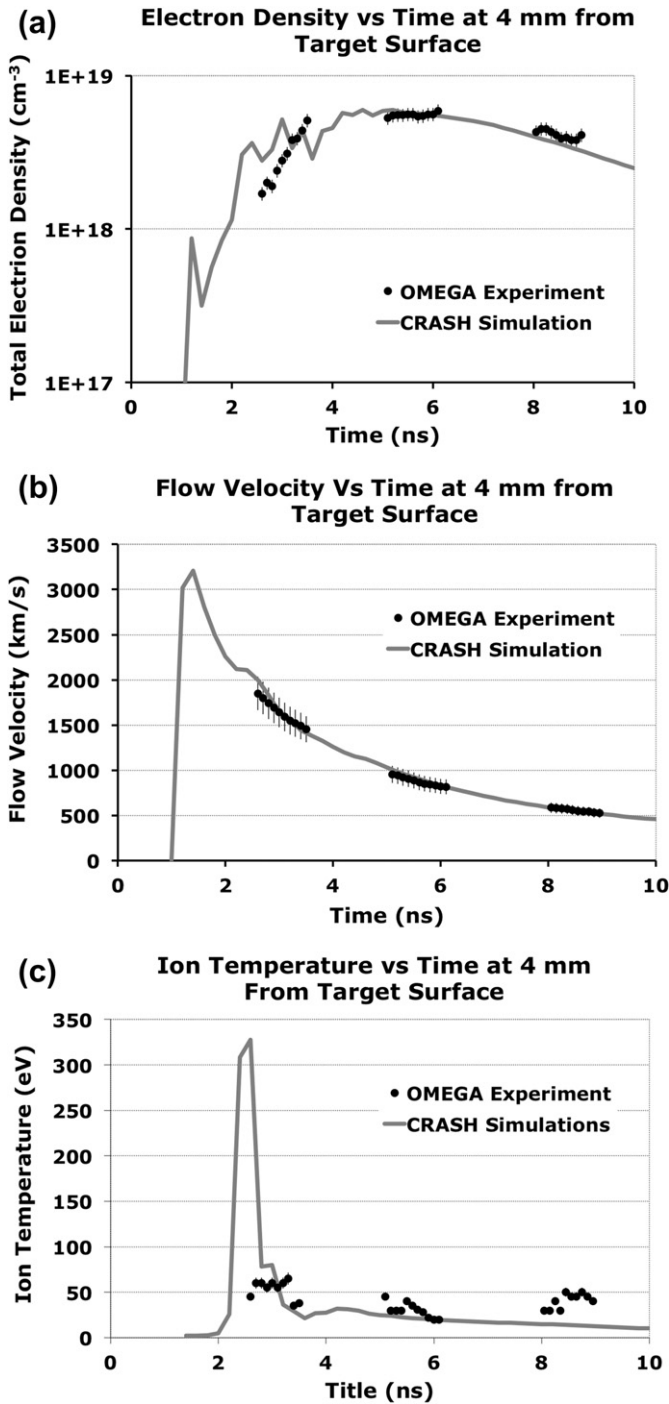 (a)
Electron Density vs Time at 4 mm from
Target Surface
Total Electron Density (cm⁻³)
1E+19
1E+18
1E+17
OMEGA Experiment
CRASH Simulation
0 2 4 6 8 10
Time (ns)
(b)
Flow Velocity Vs Time at 4 mm from
Target Surface
Flow Velocity (km/s)
3500
3000
2500
2000
1500
1000
500
0
OMEGA Experiment
CRASH Simulation
0 2 4 6 8 10
Time (ns)
(c)
Ion Temperature vs Time at 4 mm
From Target Surface
Ion Temperature (eV)
350
300
250
200
150
100
50
0
OMEGA Experiment
CRASH Simulations
0 2 4 6 8 10
Title (ns)